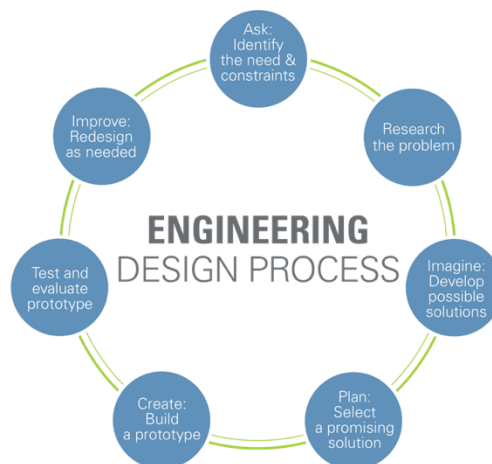 Ask:
Identify
the need &
constraints
Research
the problem
Imagine:
Develop
possible
solutions
Plan:
Select
a promising
solution
Create:
Build
a prototype
Test and
evaluate
prototype
Improve:
Redesign
as needed
ENGINEERING
DESIGN PROCESS